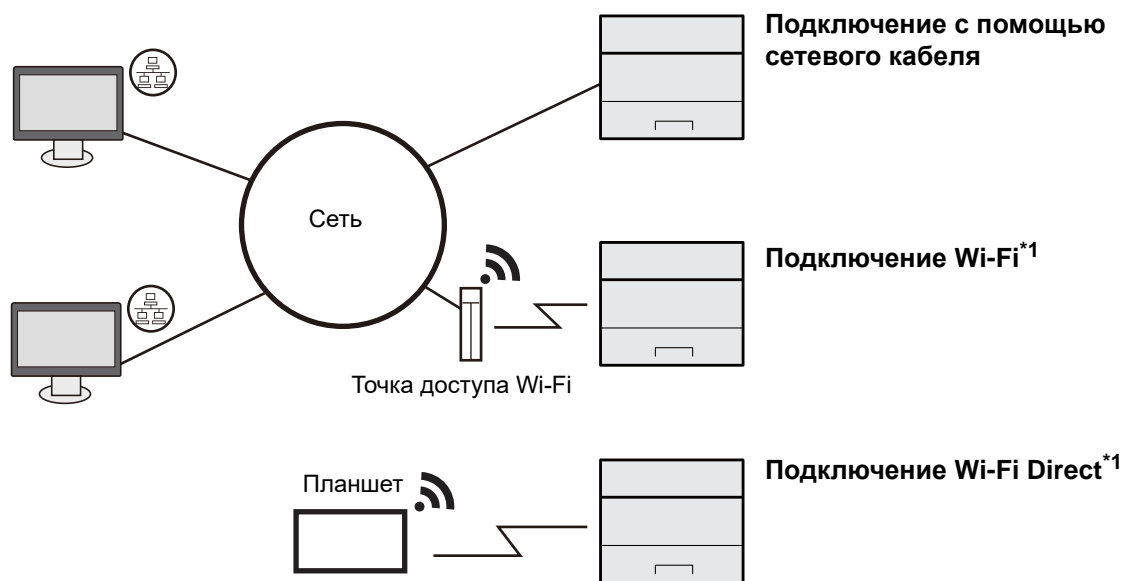 Подключение с помощью
сетевого кабеля
Сеть
Подключение Wi-Fi*1
Точка доступа Wi-Fi
Подключение Wi-Fi Direct*1
Планшет